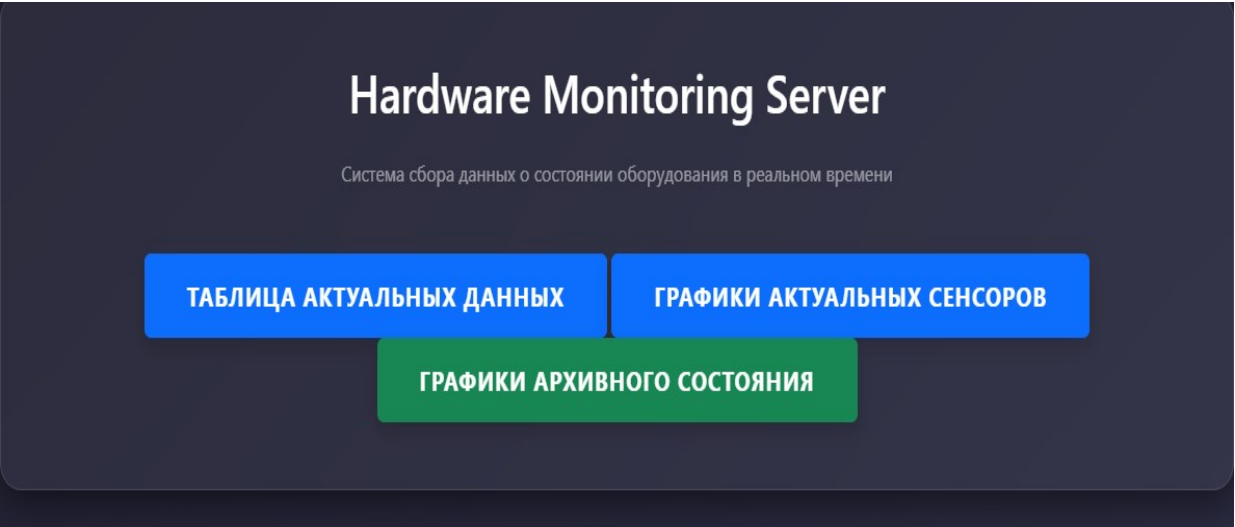 Hardware Monitoring Server
Система сбора данных о состоянии оборудования в реальном времени
ТАБЛИЦА АКТУАЛЬНЫХ ДАННЫХ
ГРАФИКИ АКТУАЛЬНЫХ СЕНСОРОВ
ГРАФИКИ АРХИВНОГО СОСТОЯНИЯ